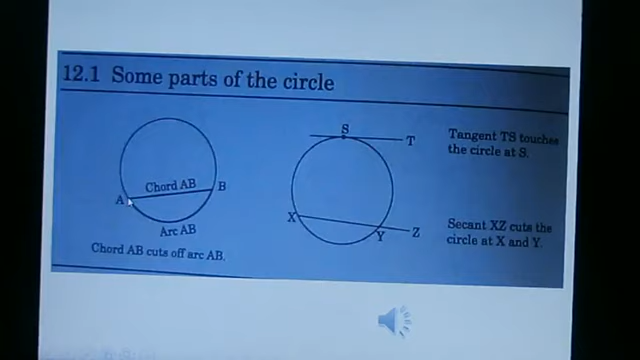 12.1 Some parts of the circle
S
T
Tangent TS touches
the circle at S.
Chord AB
A
B
Arc AB
Chord AB cuts off arc AB.
X
Y
Z
Secant XZ cuts the
circle at X and Y.